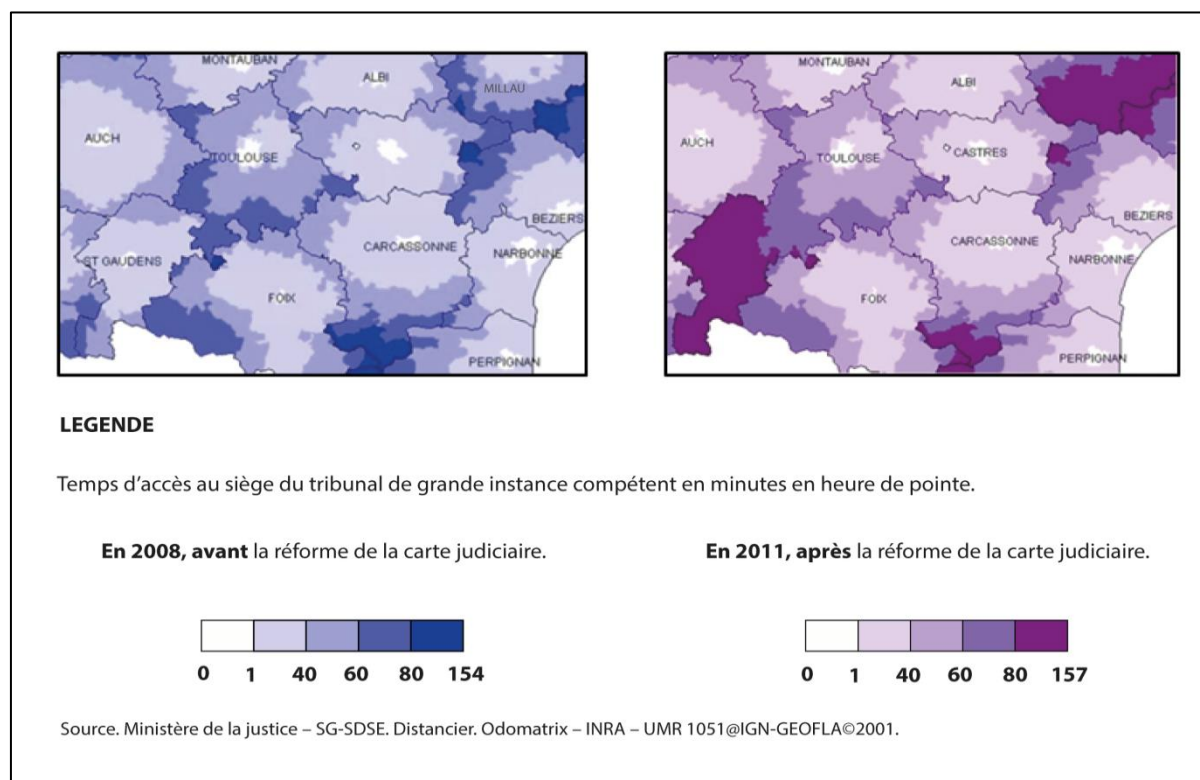 MONTAUBAN
ALBI
MILLAU
AUCH
TOULOUSE
BEZIERS
ST GAUDENS
CARCASSONNE
NARBONNE
FOIX
PERPIGNAN
MONTAUBAN
ALBI
AUCH
TOULOUSE
CASTRES
BEZIERS
CARCASSONNE
NARBONNE
FOIX
PERPIGNAN
LEGENDE
Temps d’accès au siège du tribunal de grande instance compétent en minutes en heure de pointe.
En 2008, avant la réforme de la carte judiciaire.
0 1 40 60 80 154
En 2011, après la réforme de la carte judiciaire.
0 1 40 60 80 157
Source. Ministère de la justice – SG-SDSE. Distancier. Odomatrix – INRA – UMR 1051@IGN-GEOFLA©2001.